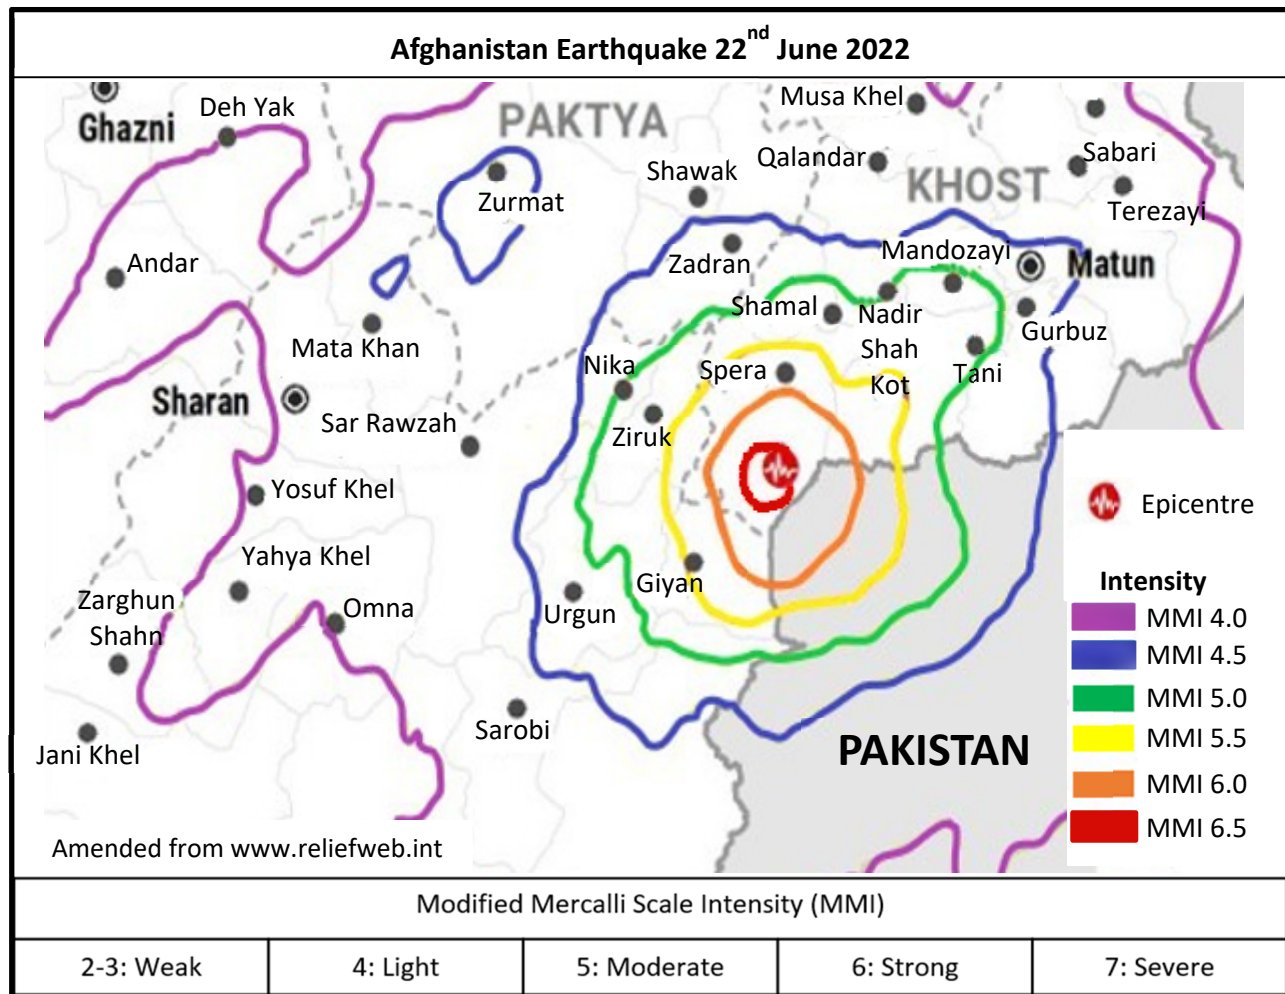 Afghanistan Earthquake 22nd June 2022
Ghazni
Deh Yak
PAKTYA
Musa Khel
Qalandar
Sabari
Shawak
KHOST
Zurmat
Terezayi
Andar
Zadran
Mandozayi
Matun
Shamal
Nadir
Shah
Kot
Gurbuz
Mata Khan
Nika
Spera
Tani
Sharan
Sar Rawzah
Ziruk
Yosuf Khel
Epicentre
Yahya Khel
Giyan
Zarghun
Shahn
Omna
Urgun
Intensity
MMI 4.0
MMI 4.5
MMI 5.0
MMI 5.5
MMI 6.0
MMI 6.5
Sarobi
Jani Khel
PAKISTAN
Amended from www.reliefweb.int
Modified Mercalli Scale Intensity (MMI)
2-3: Weak
4: Light
5: Moderate
6: Strong
7: Severe